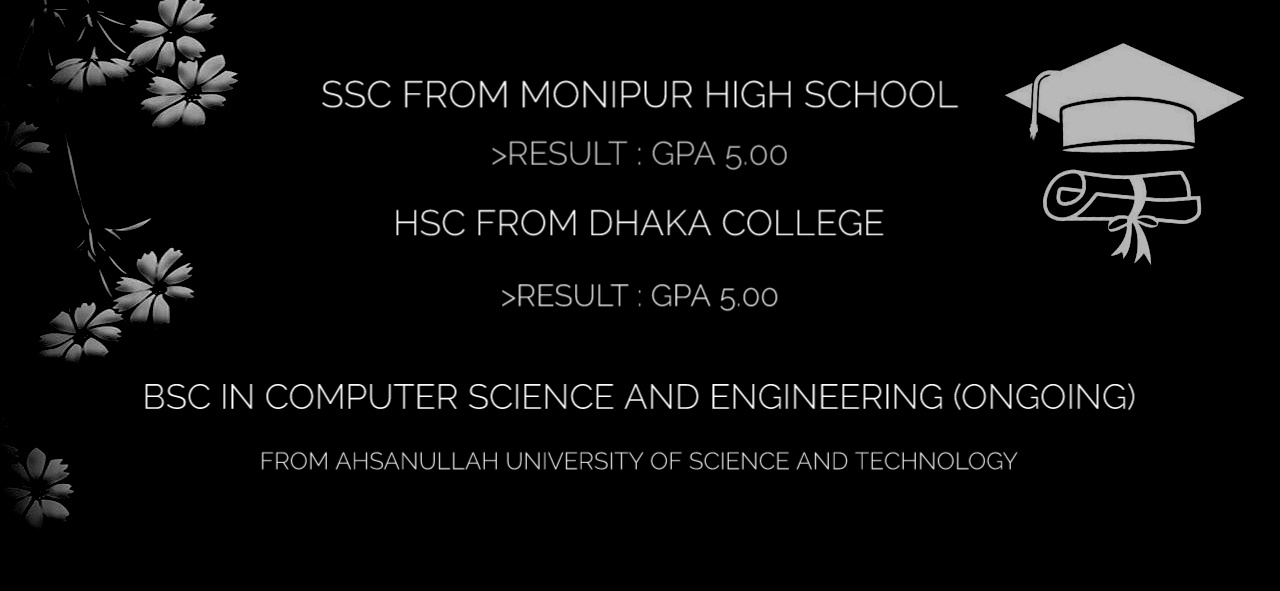 SSC FROM MONIPUR HIGH SCHOOL
>RESULT : GPA 5.00
HSC FROM DHAKA COLLEGE
>RESULT : GPA 5.00
BSC IN COMPUTER SCIENCE AND ENGINEERING (ONGOING)
FROM AHSANULLAH UNIVERSITY OF SCIENCE AND TECHNOLOGY